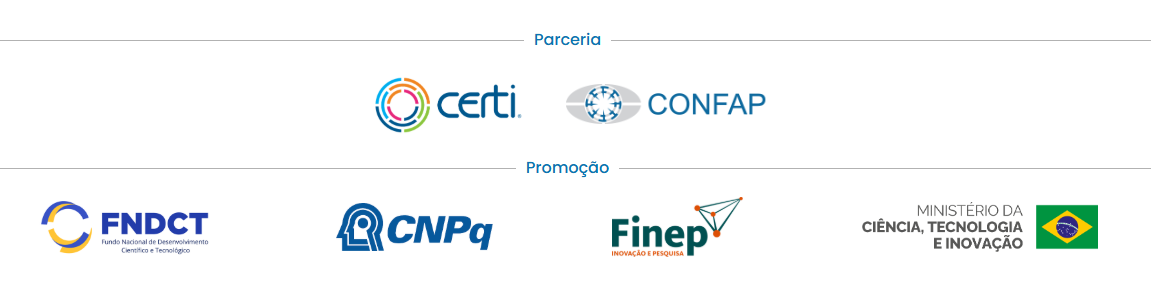 Parceria
certi.
CONFAP
Promoção
FNDCT
Fundo Nacional de Desenvolvimento
Científico e Tecnológico
CNPq
Finep
INOVAÇÃO E PESQUISA
MINISTÉRIO DA
CIÊNCIA, TECNOLOGIA
E INOVAÇÃO